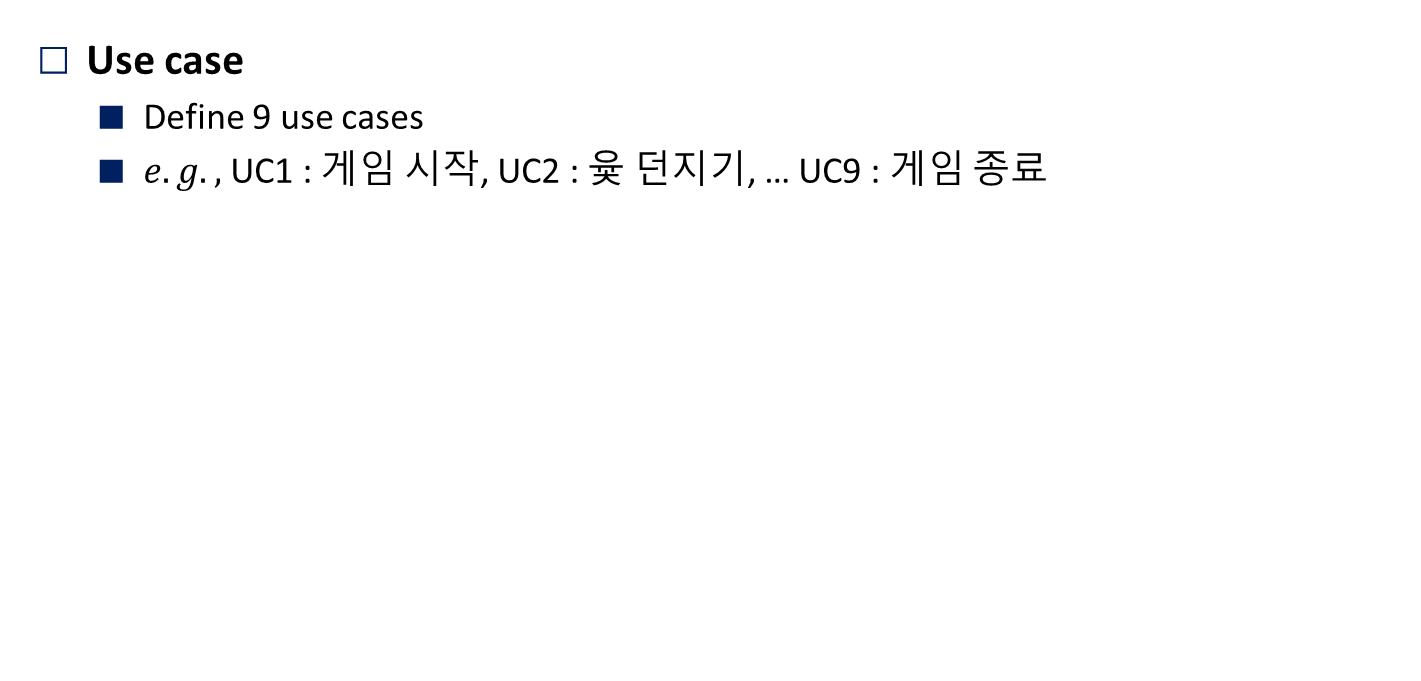 Use case
Define 9 use cases
e.g., UC1 : 게임 시작, UC2 : 윷 던지기, … UC9 : 게임 종료